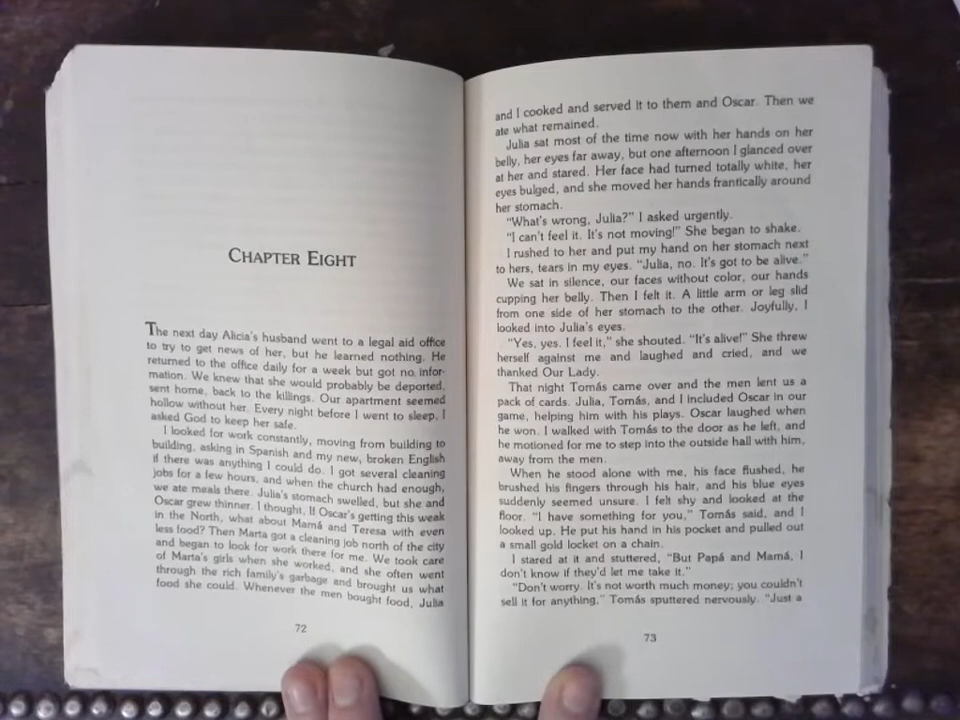 CHAPTER EIGHT
The next day Alicia's husband went to a legal aid office
to try to get news of her, but he learned nothing. He
returned to the office daily for a week but got no infor-
mation. We knew that she would probably be deported,
sent home, back to the killings. Our apartment seemed
hollow without her. Every night before I went to sleep, I
asked God to keep her safe.
I looked for work constantly, moving from building to
building, asking in Spanish and my new, broken English
if there was anything I could do. I got several cleaning
jobs for a few hours, and when the church had enough,
we ate meals there. Julia's stomach swelled, but she and
Oscar grew thinner. I thought, If Oscar's getting this weak
in the North, what about Mamá and Teresa with even
less food? Then Marta got a cleaning job north of the city
and began to look for work there for me. We took care
of Marta's girls when she worked, and she often went
through the rich family's garbage and brought us what
food she could. Whenever the men bought food, Julia
72
and I cooked and served it to them and Oscar. Then we
ate what remained.
Julia sat most of the time now with her hands on her
belly, her eyes far away, but one afternoon I glanced over
at her and stared. Her face had turned totally white, her
eyes bulged, and she moved her hands frantically around
her stomach.
"What's wrong, Julia?" I asked urgently.
"I can't feel it. It's not moving!" She began to shake.
I rushed to her and put my hand on her stomach next
to hers, tears in my eyes. "Julia, no. It's got to be alive."
We sat in silence, our faces without color, our hands
cupping her belly. Then I felt it. A little arm or leg slid
from one side of her stomach to the other. Joyfully, I
looked into Julia's eyes.
"Yes, yes. I feel it," she shouted. "It's alive!" She threw
herself against me and laughed and cried, and we
thanked Our Lady.
That night Tomás came over and the men lent us a
pack of cards. Julia, Tomás, and I included Oscar in our
game, helping him with his plays. Oscar laughed when
he won. I walked with Tomás to the door as he left, and
he motioned for me to step into the outside hall with him,
away from the men.
When he stood alone with me, his face flushed, he
brushed his fingers through his hair, and his blue eyes
suddenly seemed unsure. I felt shy and looked at the
floor. "I have something for you," Tomás said, and I
looked up. He put his hand in his pocket and pulled out
a small gold locket on a chain.
I stared at it and stuttered, "But Papá and Mamá, I
don't know if they'd let me take it."
"Don't worry. It's not worth much money; you couldn't
sell it for anything," Tomás sputtered nervously. "Just a
73